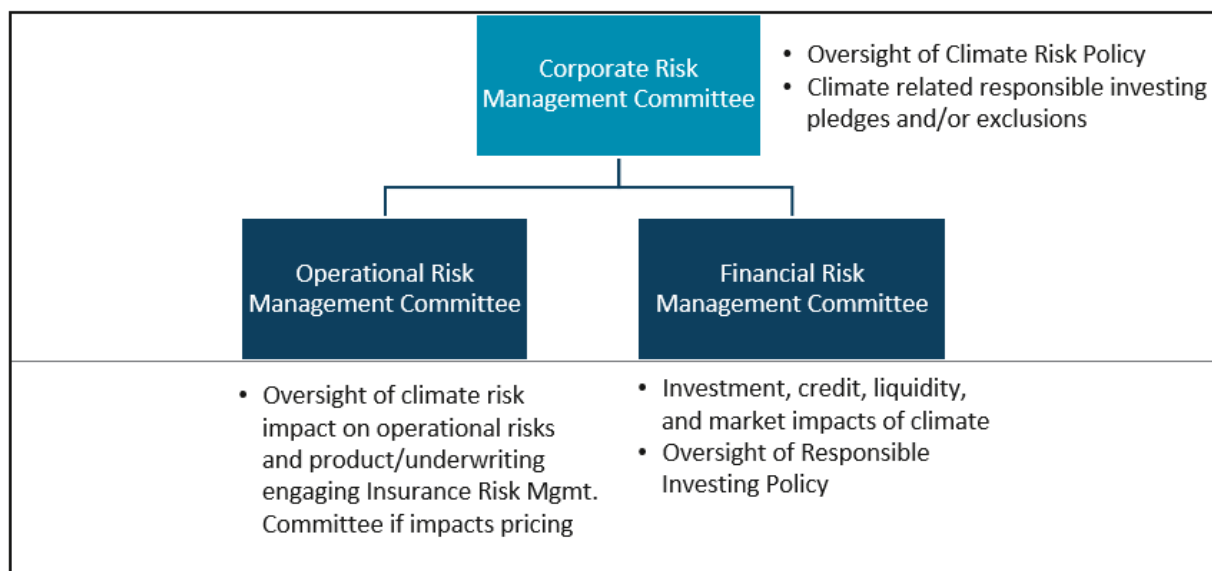 Corporate Risk
Management Committee
• Oversight of Climate Risk Policy
• Climate related responsible investing
pledges and/or exclusions
Operational Risk
Management Committee
Financial Risk
Management Committee
• Oversight of climate risk
impact on operational risks
and product/underwriting
engaging Insurance Risk Mgmt.
Committee if impacts pricing
• Investment, credit, liquidity,
and market impacts of climate
• Oversight of Responsible
Investing Policy